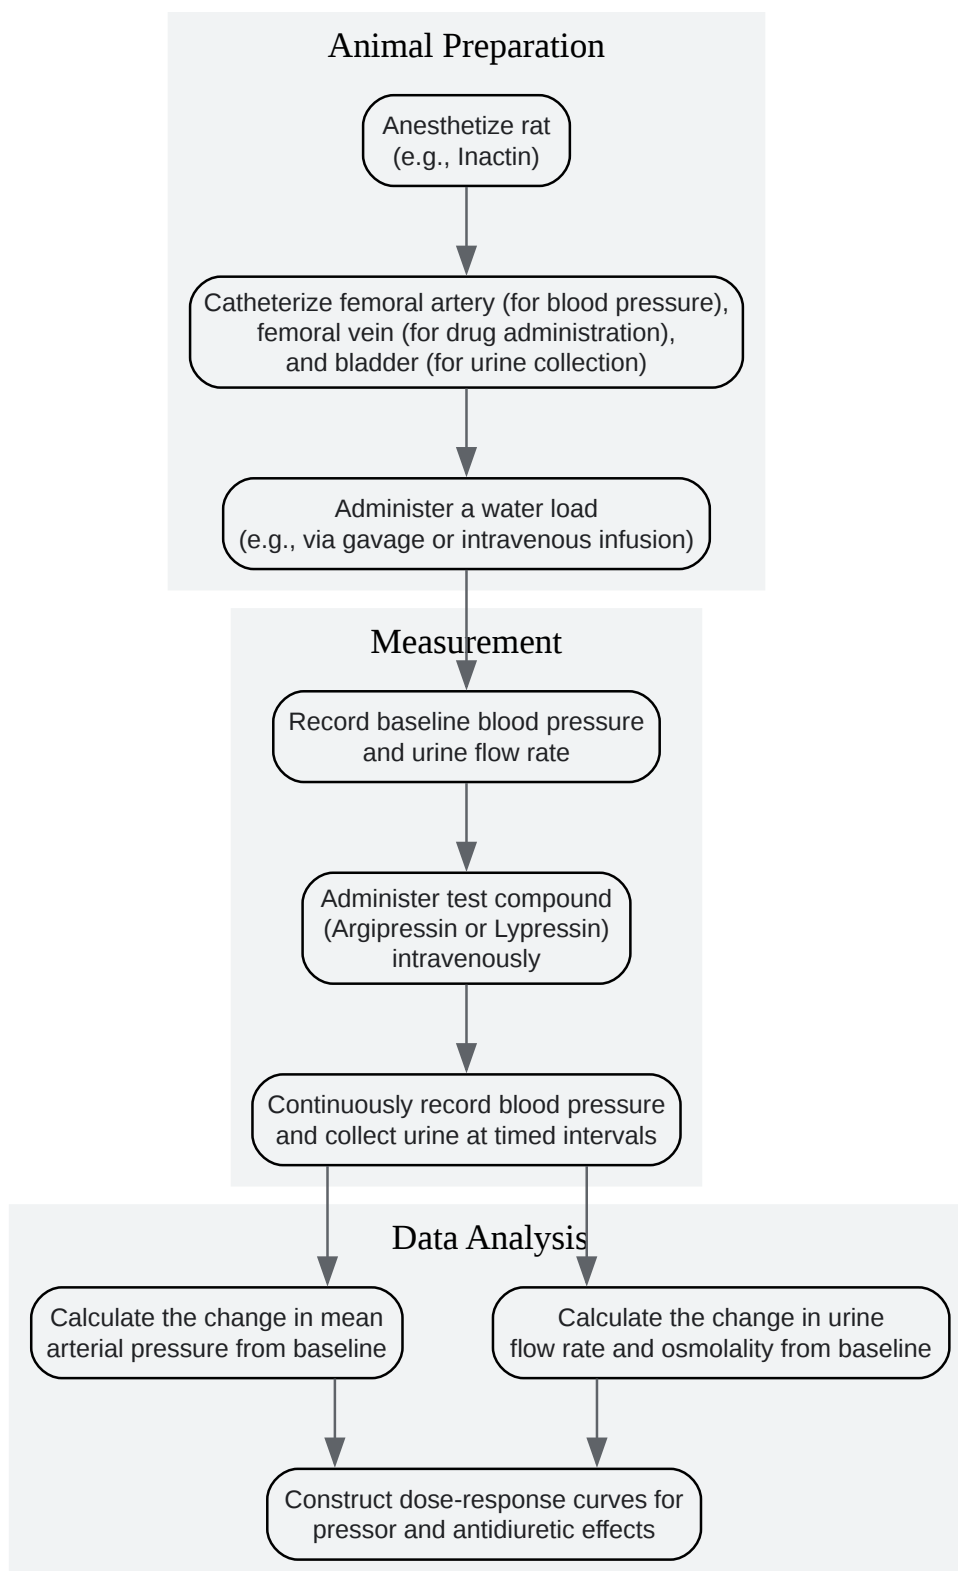 Animal Preparation
Anesthetize rat
(e.g., Inactin)
Catheterize femoral artery (for blood pressure),
femoral vein (for drug administration),
and bladder (for urine collection)
Administer a water load
(e.g., via gavage or intravenous infusion)
Measurement
Record baseline blood pressure
and urine flow rate
Administer test compound
(Argipressin or Lypressin)
intravenously
Continuously record blood pressure
and collect urine at timed intervals
Data Analysis
Calculate the change in mean
arterial pressure from baseline
Calculate the change in urine
flow rate and osmolality from baseline
Construct dose-response curves for
pressor and antidiuretic effects